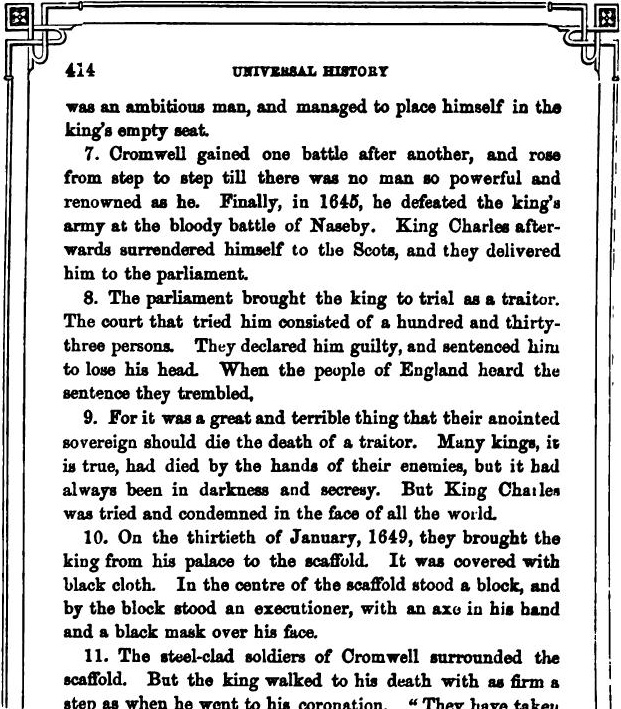 414
UNIVERSAL HISTORY
was an ambitious man, and managed to place himself in the
king's empty seat.
7. Cromwell gained one battle after another, and rose
from step to step till there was no man so powerful and
renowned as he. Finally, in 1645, he defeated the king's
army at the bloody battle of Naseby. King Charles after-
wards surrendered himself to the Scots, and they delivered
him to the parliament.
8. The parliament brought the king to trial as a traitor.
The court that tried him consisted of a hundred and thirty-
three persons. They declared him guilty, and sentenced him
to lose his head. When the people of England heard the
sentence they trembled,
9. For it was a great and terrible thing that their anointed
sovereign should die the death of a traitor. Many kings, it
is true, had died by the hands of their enemies, but it had
always been in darkness and secresy. But King Charles
was tried and condemned in the face of all the world.
10. On the thirtieth of January, 1649, they brought the
king from his palace to the scaffold. It was covered with
black cloth. In the centre of the scaffold stood a block, and
by the block stood an executioner, with an axe in his hand
and a black mask over his face.
11. The steel-clad soldiers of Cromwell surrounded the
scaffold. But the king walked to his death with as firm a
step as when he went to his coronation. "They have taken